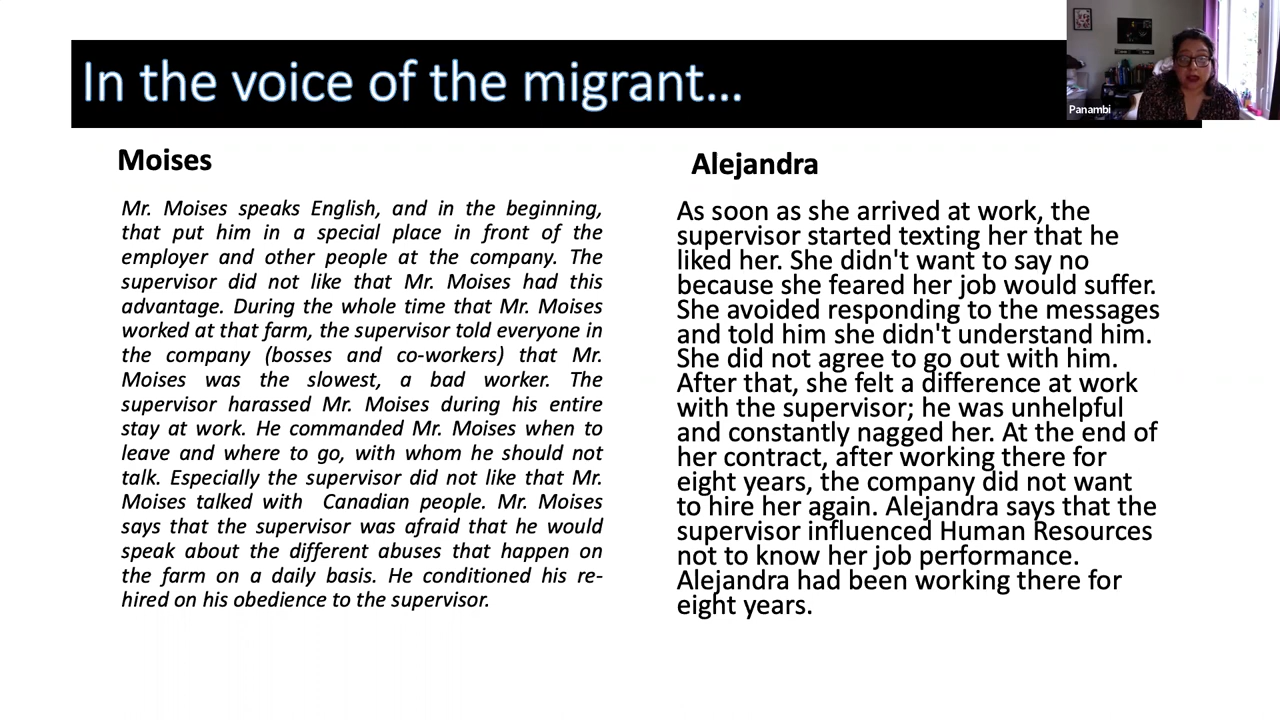 In the voice of the migrant...
Panambi
Moises
Mr. Moises speaks English, and in the beginning,
that put him in a special place in front of the
employer and other people at the company. The
supervisor did not like that Mr. Moises had this
advantage. During the whole time that Mr. Moises
worked at that farm, the supervisor told everyone in
the company (bosses and co-workers) that Mr.
Moises was the slowest, a bad worker. The
supervisor harassed Mr. Moises during his entire
stay at work. He commanded Mr. Moises when to
leave and where to go, with whom he should not
talk. Especially the supervisor did not like that Mr.
Moises talked with Canadian people. Mr. Moises
says that the supervisor was afraid that he would
speak about the different abuses that happen on
the farm on a daily basis. He conditioned his re-
hired on his obedience to the supervisor.
Alejandra
As soon as she arrived at work, the
supervisor started texting her that he
liked her. She didn't want to say no
because she feared her job would suffer.
She avoided responding to the messages
and told him she didn't understand him.
She did not agree to go out with him.
After that, she felt a difference at work
with the supervisor; he was unhelpful
and constantly nagged her. At the end of
her contract, after working there for
eight years, the company did not want
to hire her again. Alejandra says that the
supervisor influenced Human Resources
not to know her job performance.
Alejandra had been working there for
eight years.